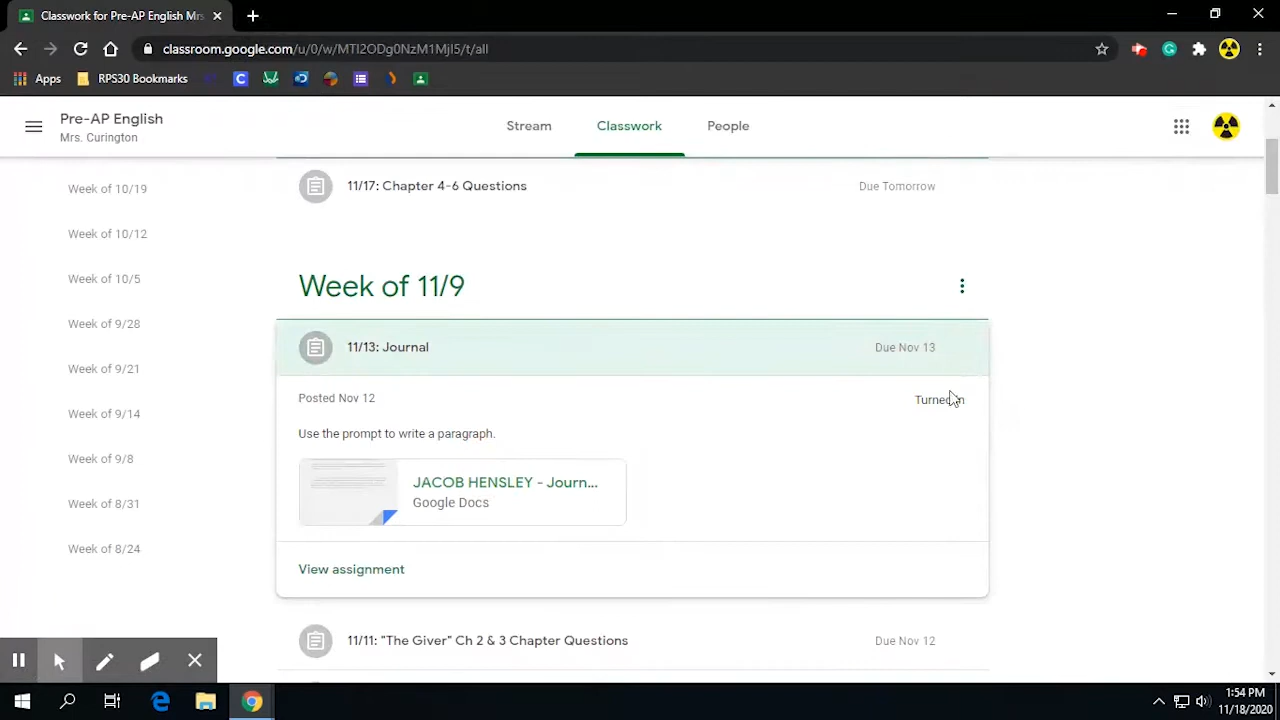 Classwork for Pre-AP English Mrs
classroom.google.com/u/0/w/MTI2ODg0NzM1Mjl5/t/all
Apps
RPS30 Bookmarks
Pre-AP English
Mrs. Curington
Stream
Classwork
People
Week of 10/19
Week of 10/12
Week of 10/5
Week of 9/28
Week of 9/21
Week of 9/14
Week of 9/8
Week of 8/31
Week of 8/24
11/17: Chapter 4-6 Questions
Due Tomorrow
Week of 11/9
11/13: Journal
Due Nov 13
Posted Nov 12
Turned in
Use the prompt to write a paragraph.
JACOB HENSLEY - Journ...
Google Docs
View assignment
11/11: "The Giver" Ch 2 & 3 Chapter Questions
Due Nov 12
1:54 PM
11/18/2020